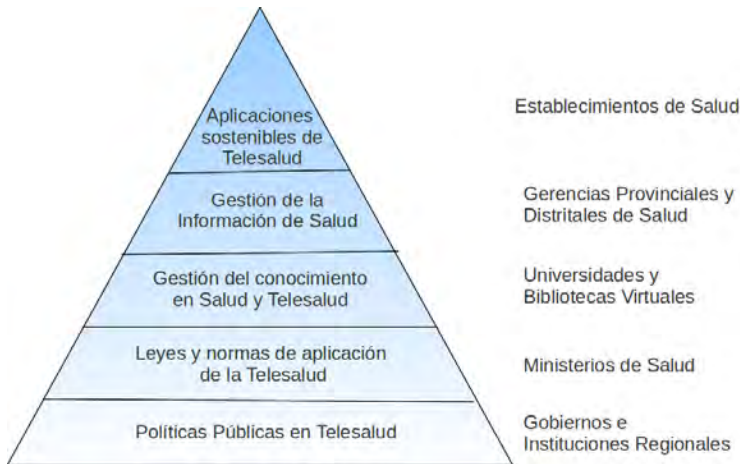 Aplicaciones
sostenibles de
Telesalud
Establecimientos de Salud
Gestión de la
Información de Salud
Gerencias Provinciales y
Distritales de Salud
Gestión del conocimiento
en Salud y Telesalud
Universidades y
Bibliotecas Virtuales
Leyes y normas de aplicación
de la Telesalud
Ministerios de Salud
Políticas Públicas en Telesalud
Gobiernos e
Instituciones Regionales